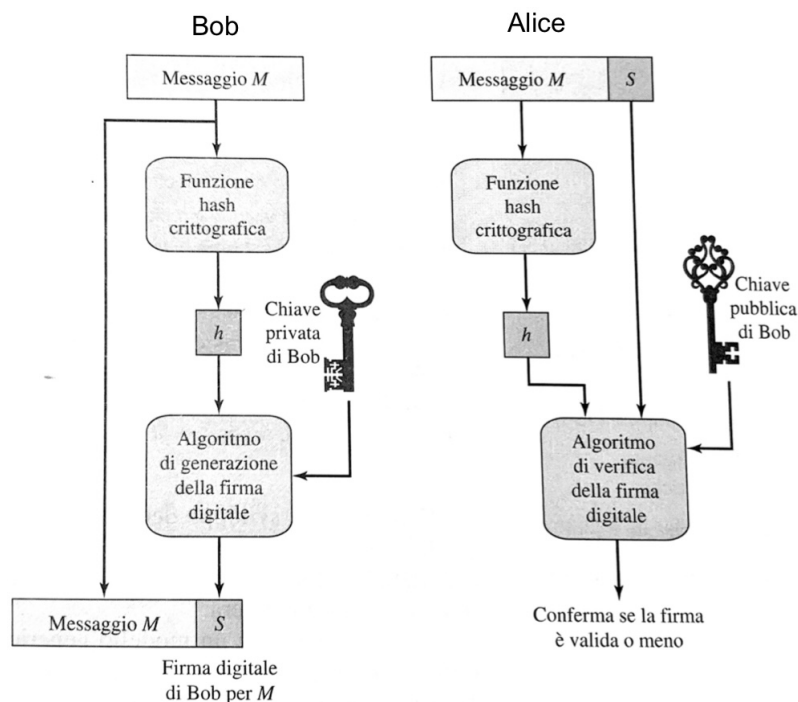 Bob
Messaggio M
Funzione
hash
crittografica
h
Chiave
privata
di Bob
Algoritmo
di generazione
della firma
digitale
Messaggio M
S
Firma digitale
di Bob per M
Alice
Messaggio M
S
Funzione
hash
crittografica
h
Chiave
pubblica
di Bob
Algoritmo
di verifica
della firma
digitale
Conferma se la firma
è valida o meno